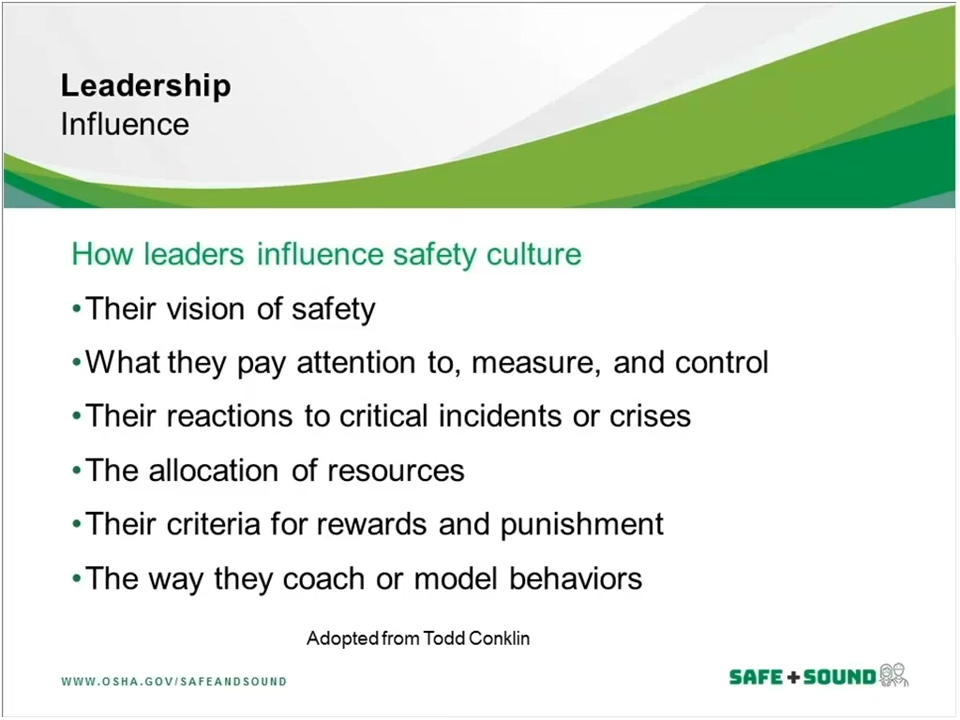 Leadership
Influence
How leaders influence safety culture
•Their vision of safety
•What they pay attention to, measure, and control
•Their reactions to critical incidents or crises
•The allocation of resources
•Their criteria for rewards and punishment
•The way they coach or model behaviors
Adopted from Todd Conklin
WWW.OSHA.GOV/SAFEANDSOUND
SAFE + SOUND